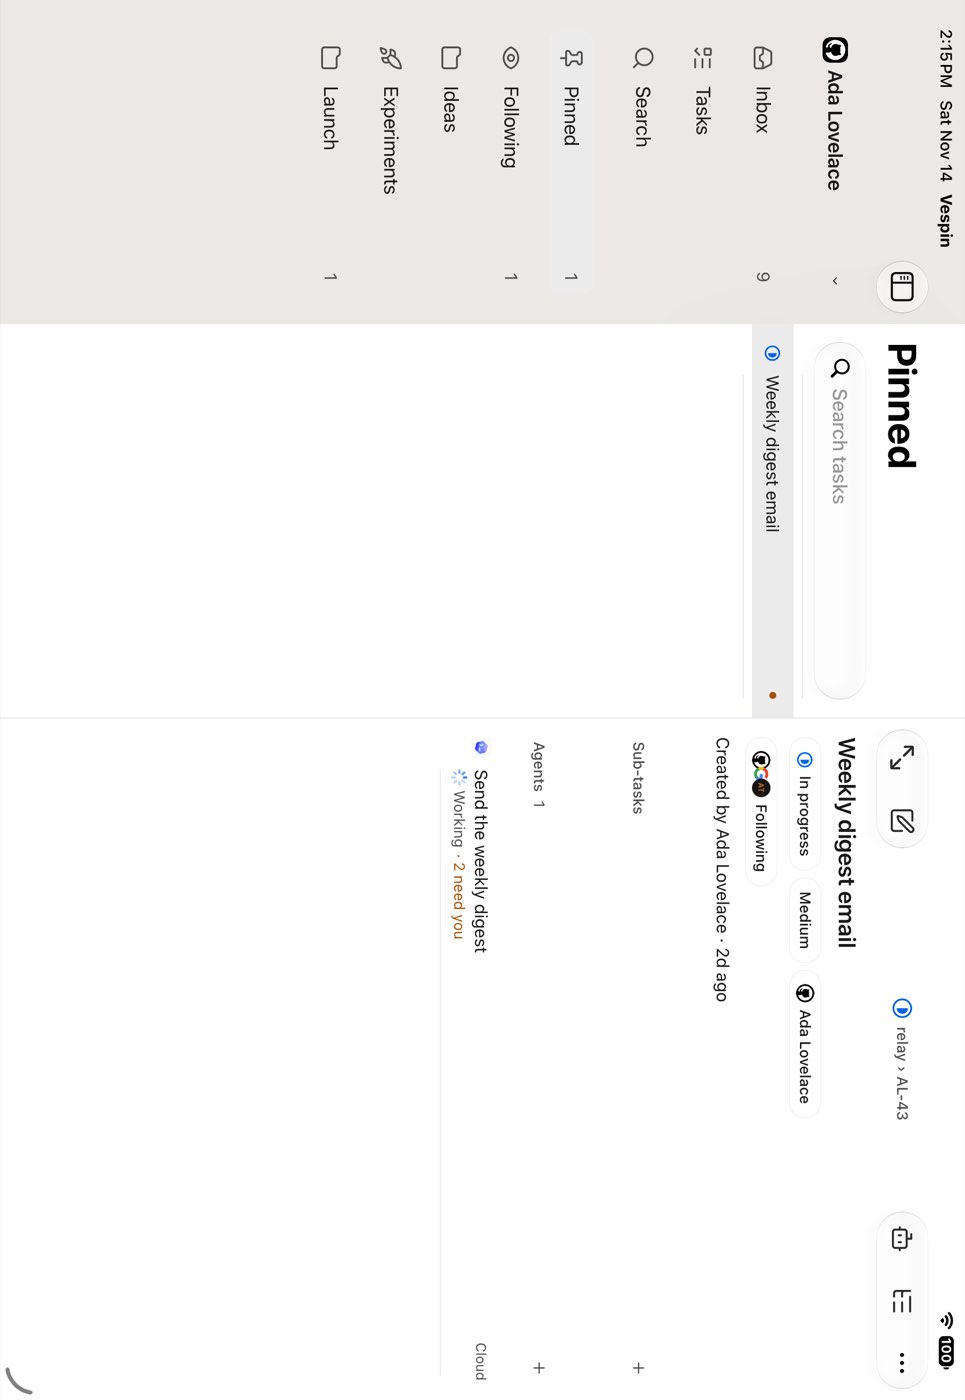 2:15 PM Sat Nov 14 Vespin
100
Ada Lovelace
Inbox 9
Tasks
Search
Pinned 1
Following 1
Ideas
Experiments
Launch 1
Pinned
Search tasks
Weekly digest email
relay › AL-43
Weekly digest email
In progress
Medium
Ada Lovelace
AT
Following
Created by Ada Lovelace · 2d ago
Sub-tasks
Agents 1
Send the weekly digest
Cloud
Working · 2 need you